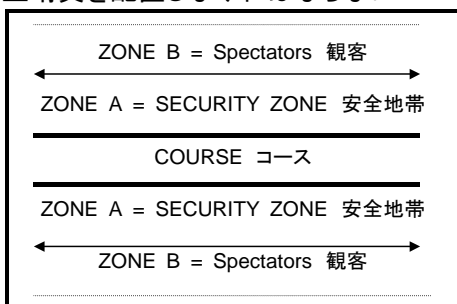 ZONE B = Spectators 観客
ZONE A = SECURITY ZONE 安全地帯
COURSE コース
ZONE A = SECURITY ZONE 安全地帯
ZONE B = Spectators 観客